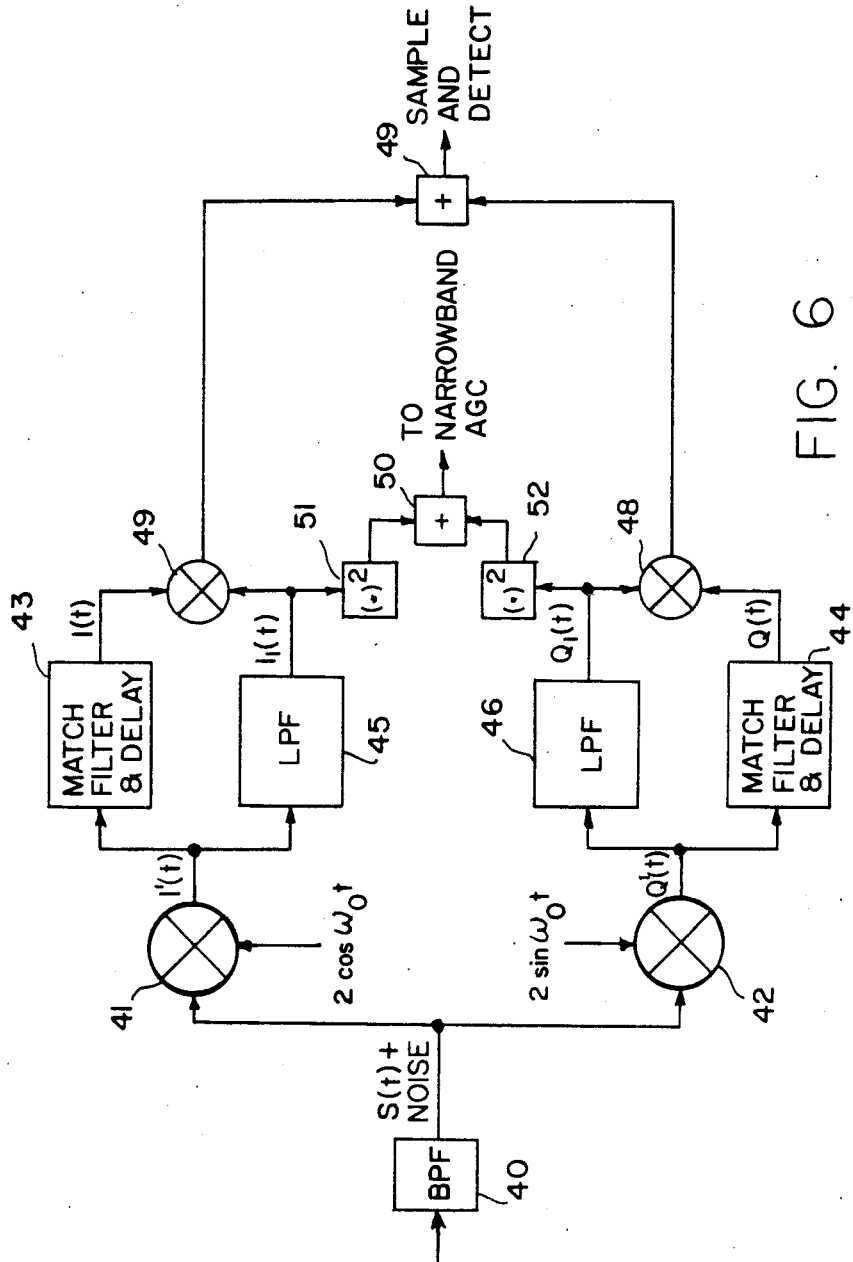 BPF
40
S(t)+
NOISE
41
2 cos ω₀t
2 sin ω₀t
42
I'(t)
Q'(t)
43
MATCH
FILTER
& DELAY
I(t)
LPF
45
I₁(t)
46
LPF
Q₁(t)
MATCH
FILTER
& DELAY
44
Q(t)
49
51
(•)²
50
+
TO
NARROWBAND
AGC
(•)²
52
48
49
+
SAMPLE
AND
DETECT
FIG. 6